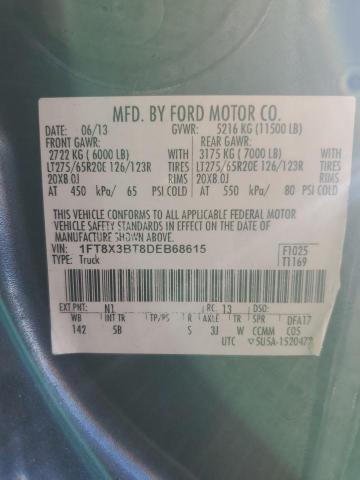 MFD. BY FORD MOTOR CO.
DATE: 06/13 GVWR: 5216 KG (11500 LB)
FRONT GAWR: REAR GAWR:
2722 KG ( 6000 LB) WITH 3175 KG ( 7000 LB) WITH
LT275/65R20E 126/123R TIRES LT275/65R20E 126/123R TIRES
20X8.0J RIMS 20X8.0J RIMS
AT 450 kPa/ 65 PSI COLD AT 550 kPa/ 80 PSI COLD
THIS VEHICLE CONFORMS TO ALL APPLICABLE FEDERAL MOTOR
VEHICLE SAFETY STANDARDS IN EFFECT ON THE DATE OF
MANUFACTURE SHOWN ABOVE.
VIN: 1FT8X3BT8DEB68615 F1025
TYPE: Truck T1169
EXT PNT: N1 RC: 13 DSO:
WB INT TR TP/PS R AXLE TR SPR DFA17
142 5B S 3J W CCMM C05
UTC